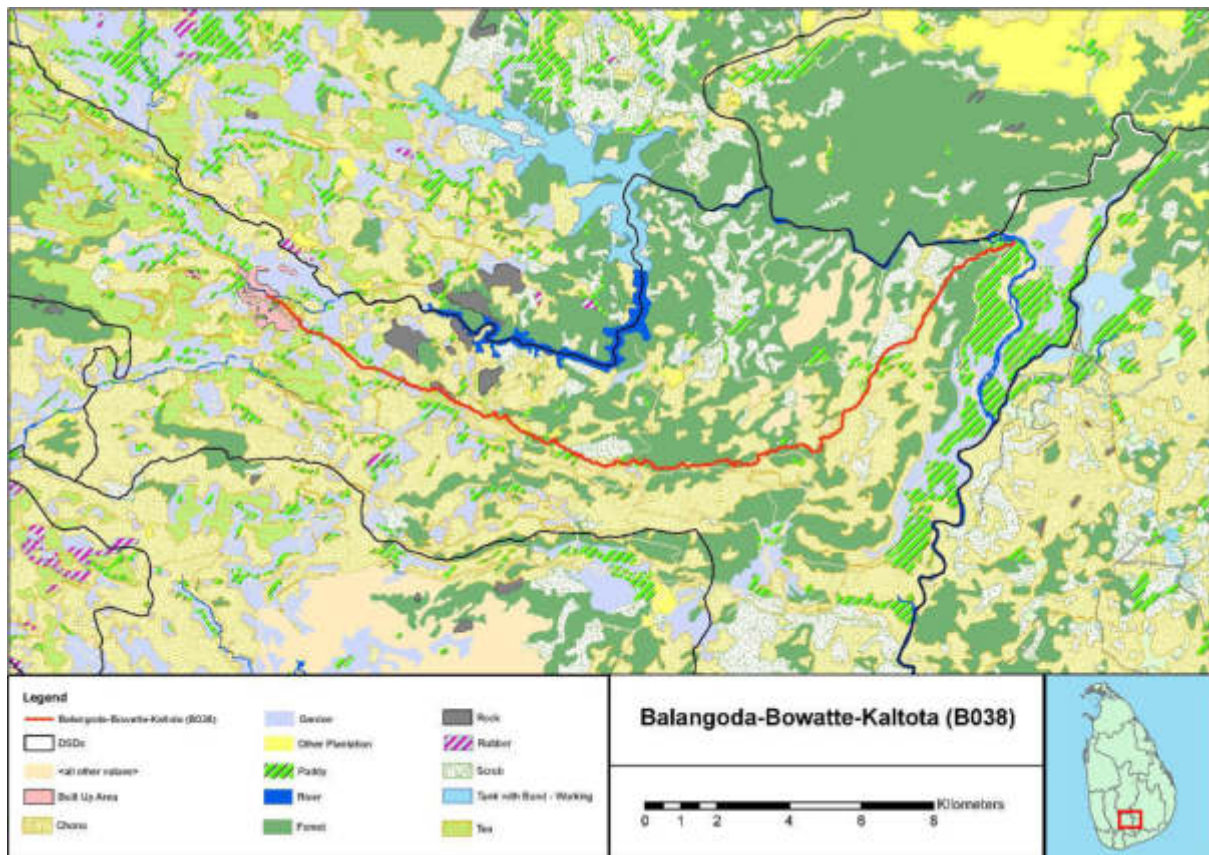 Legend
Balangoda-Bowatte-Kaltota (B038)
DSDs
<all other values>
Built Up Area
Chena
Garden
Other Plantation
Paddy
River
Forest
Rock
Rubber
Scrub
Tank with Bund - Working
Tea
Balangoda-Bowatte-Kaltota (B038)
Kilometers
0 1 2 4 6 8